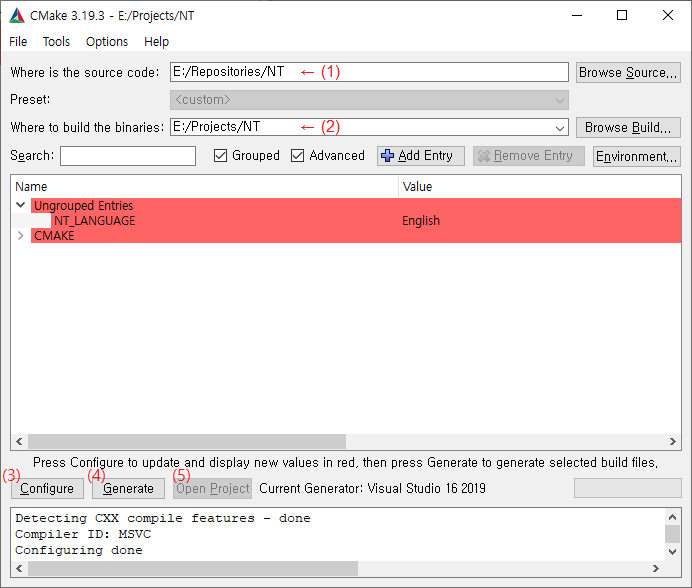 CMake 3.19.3 - E:/Projects/NT
File Tools Options Help
Where is the source code: E:/Repositories/NT ← (1) Browse Source...
Preset: <custom>
Where to build the binaries: E:/Projects/NT ← (2) Browse Build...
Search: Grouped Advanced Add Entry Remove Entry Environment...
Name Value
Ungrouped Entries
NT_LANGUAGE English
CMAKE
Press Configure to update and display new values in red, then press Generate to generate selected build files.
(3) (4) (5)
Configure Generate Open Project Current Generator: Visual Studio 16 2019
Detecting CXX compile features - done
Compiler ID: MSVC
Configuring done